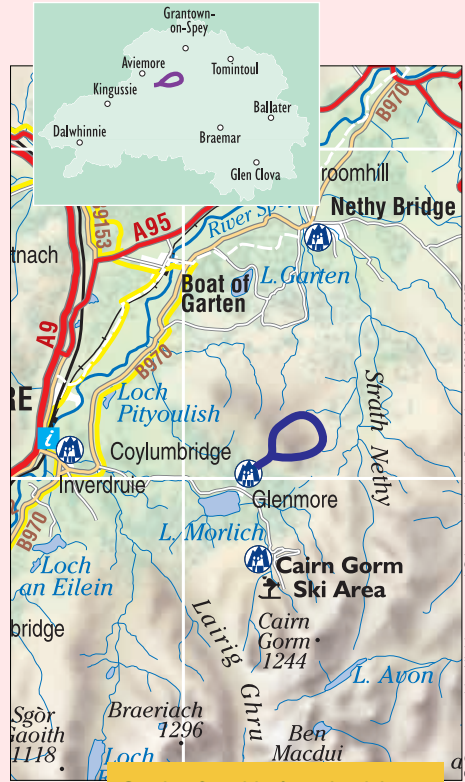 Grantown-
on-Spey
Aviemore
Tomintoul
Kingussie
Ballater
Dalwhinnie
Braemar
Glen Clova
B970
roomhill
Nethy Bridge
9153
A95
River Spe
tnach
L. Garten
Boat of
Garten
A9
B970
Loch
Pityoulish
Strath Nethy
RE
i
Coylumbridge
Inverdruie
Glenmore
B970
L. Morlich
Loch
an Eilein
Cairn Gorm
Ski Area
Lairig Ghru
Cairn
Gorm
1244
bridge
L. Avon
Sgòr
Gaoith
1118
Braeriach
1296
Ben
Macdui
a
Loch